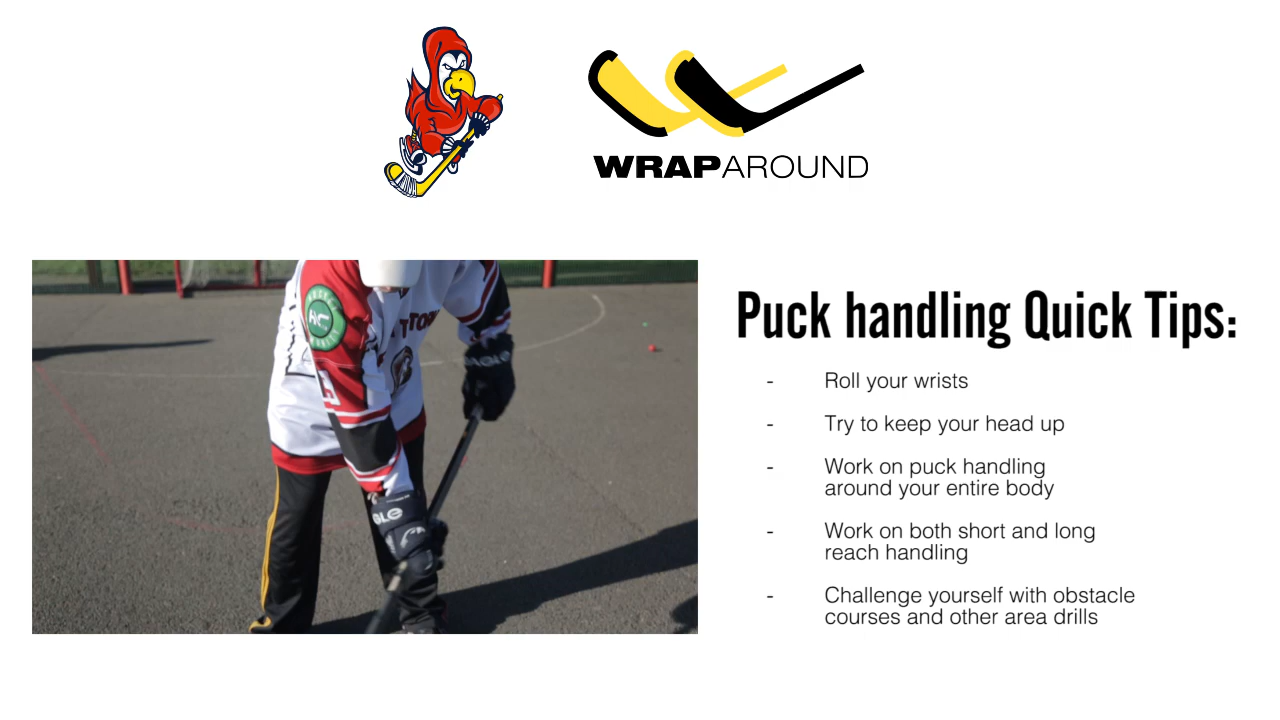 WRAPAROUND
Puck handling Quick Tips:
- Roll your wrists
- Try to keep your head up
- Work on puck handling
around your entire body
- Work on both short and long
reach handling
- Challenge yourself with obstacle
courses and other area drills